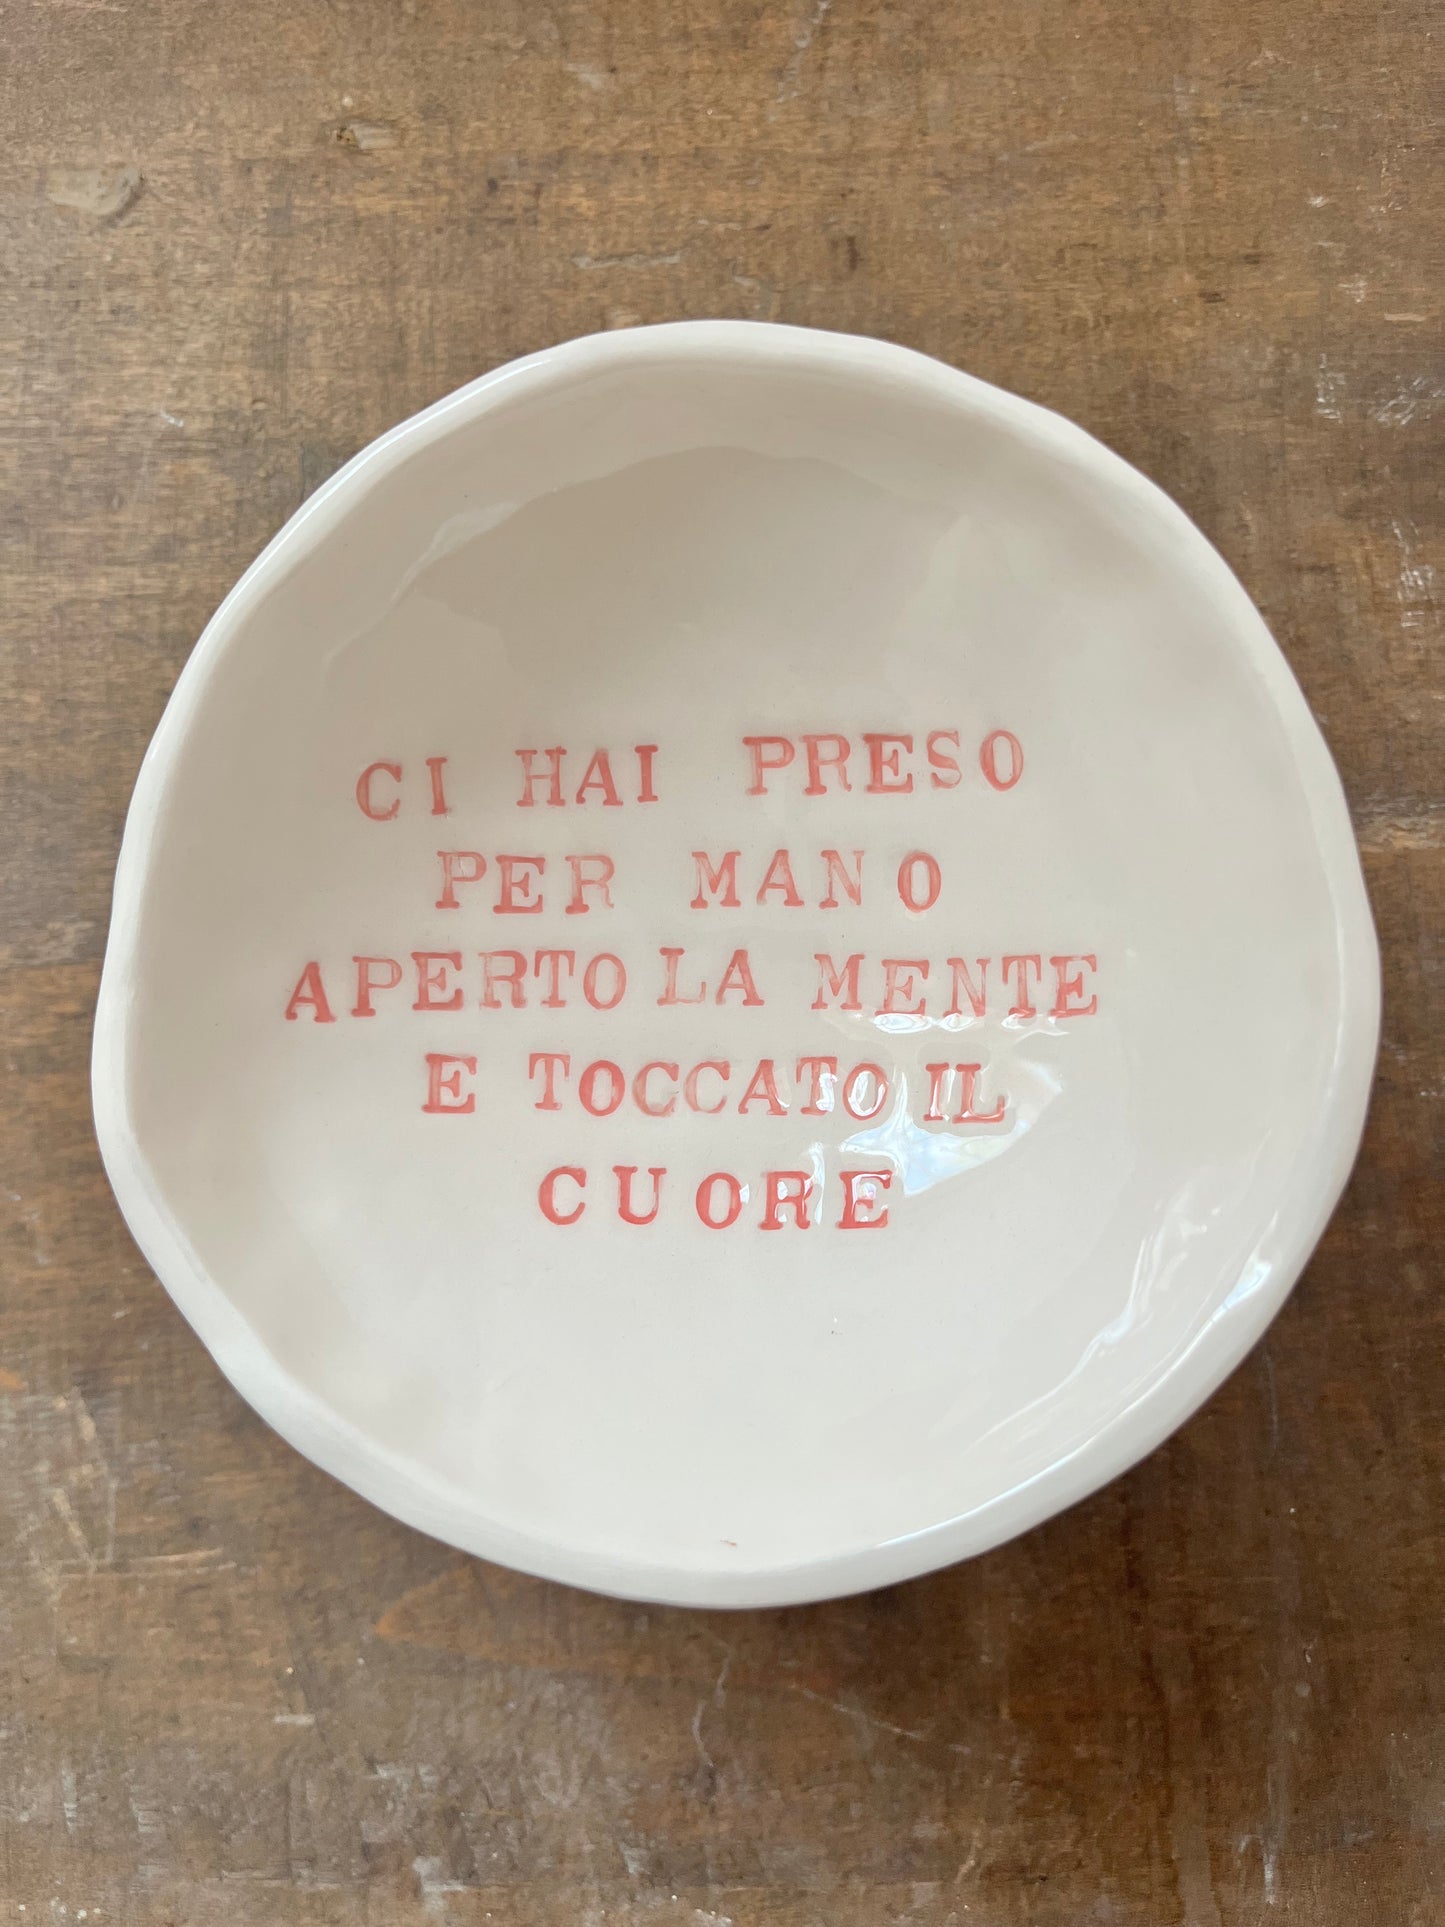 CI HAI PRESO
PER MANO
APERTO LA MENTE
E TOCCATO IL
CUORE